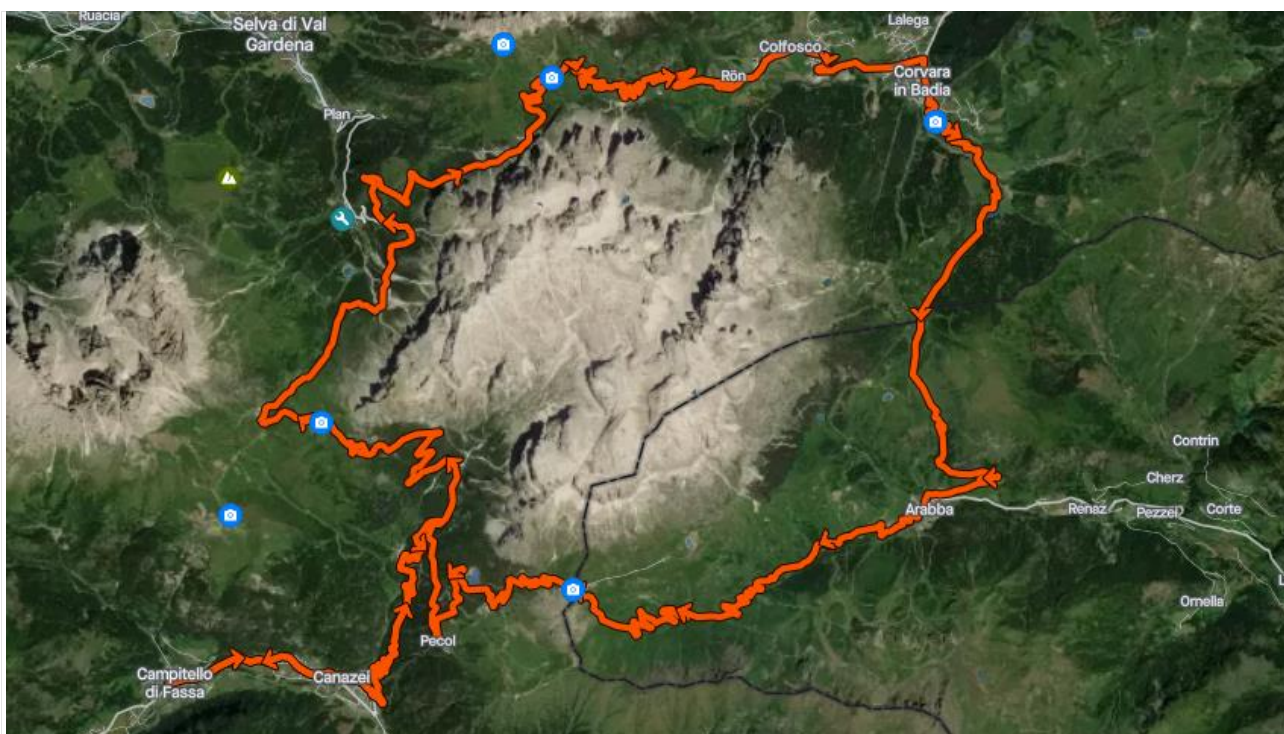 Ruacia
Selva di Val
Gardena
Lalega
Colfosco
Rön
Corvara
in Badia
Plan
Contrin
Cherz
Arabba
Renaz
Pezzei
Corte
Ornella
Pecol
Campitello
di Fassa
Canazei